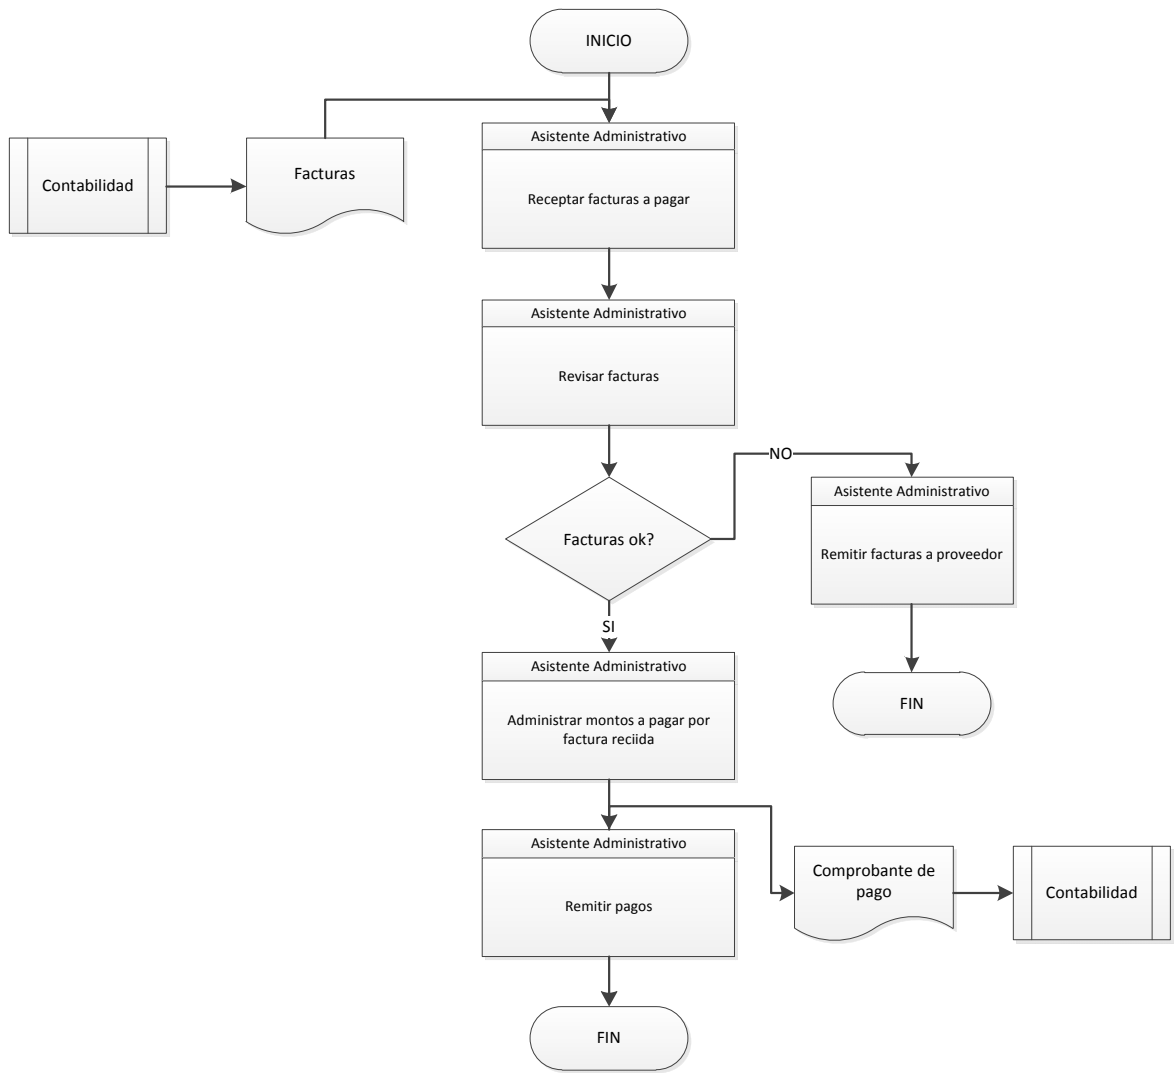 INICIO
Asistente Administrativo
Contabilidad
Facturas
Receptar facturas a pagar
Asistente Administrativo
Revisar facturas
NO
Asistente Administrativo
Facturas ok?
Remitir facturas a proveedor
SI
Asistente Administrativo
Administrar montos a pagar por
factura reciida
FIN
Asistente Administrativo
Remitir pagos
Comprobante de
pago
Contabilidad
FIN